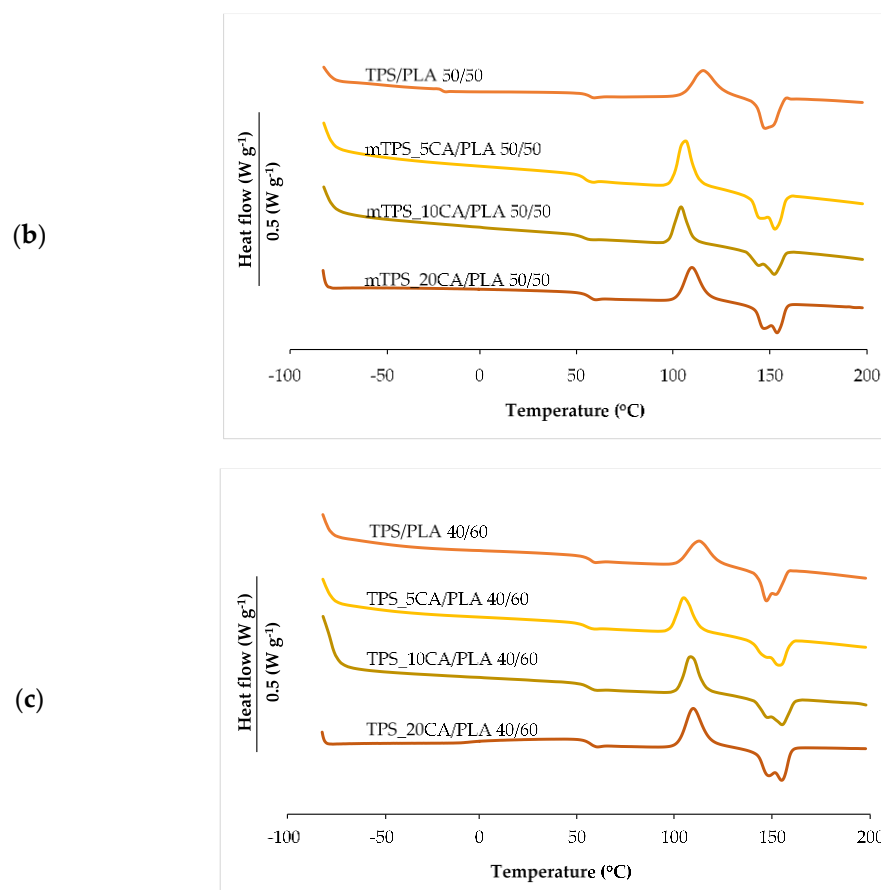 (b)
TPS/PLA 50/50
mTPS_5CA/PLA 50/50
mTPS_10CA/PLA 50/50
mTPS_20CA/PLA 50/50
Heat flow (W g-1)
0.5 (W g-1)
-100 -50 0 50 100 150 200
Temperature (°C)
(c)
TPS/PLA 40/60
TPS_5CA/PLA 40/60
TPS_10CA/PLA 40/60
TPS_20CA/PLA 40/60
Heat flow (W g-1)
0.5 (W g-1)
-100 -50 0 50 100 150 200
Temperature (°C)